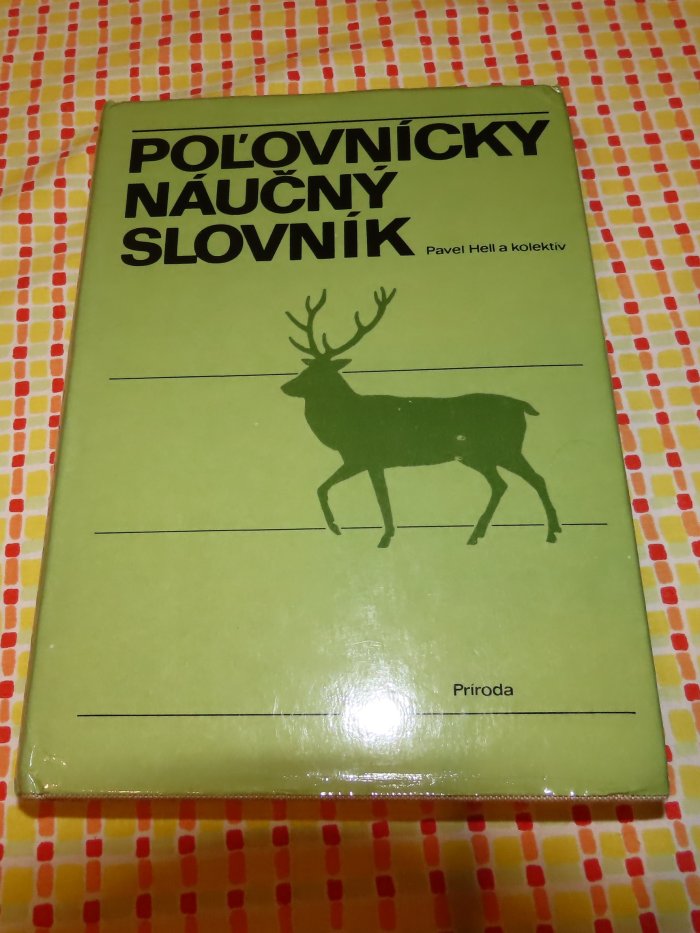 POĽOVNÍCKY
NÁUČNÝ
SLOVNÍK Pavel Hell a kolektív
Príroda